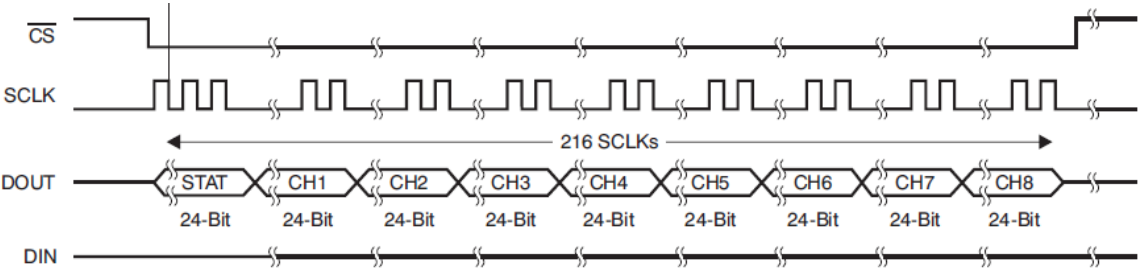 CS
SCLK
216 SCLKs
DOUT STAT CH1 CH2 CH3 CH4 CH5 CH6 CH7 CH8
24-Bit 24-Bit 24-Bit 24-Bit 24-Bit 24-Bit 24-Bit 24-Bit 24-Bit
DIN